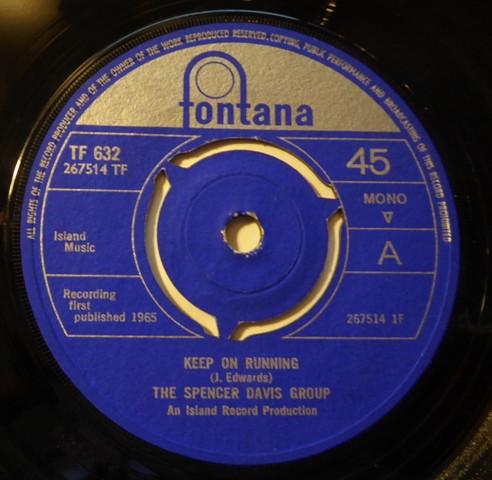 ALL RIGHTS OF THE RECORD PRODUCER AND OF THE OWNER OF THE WORK REPRODUCED RESERVED. COPYING, PUBLIC PERFORMANCE AND BROADCASTING OF THIS RECORD PROHIBITED
fontana
TF 632
267514 TF
45
MONO
A
Island
Music
Recording
first
published 1965
267514 1F
KEEP ON RUNNING
(J. Edwards)
THE SPENCER DAVIS GROUP
An Island Record Production